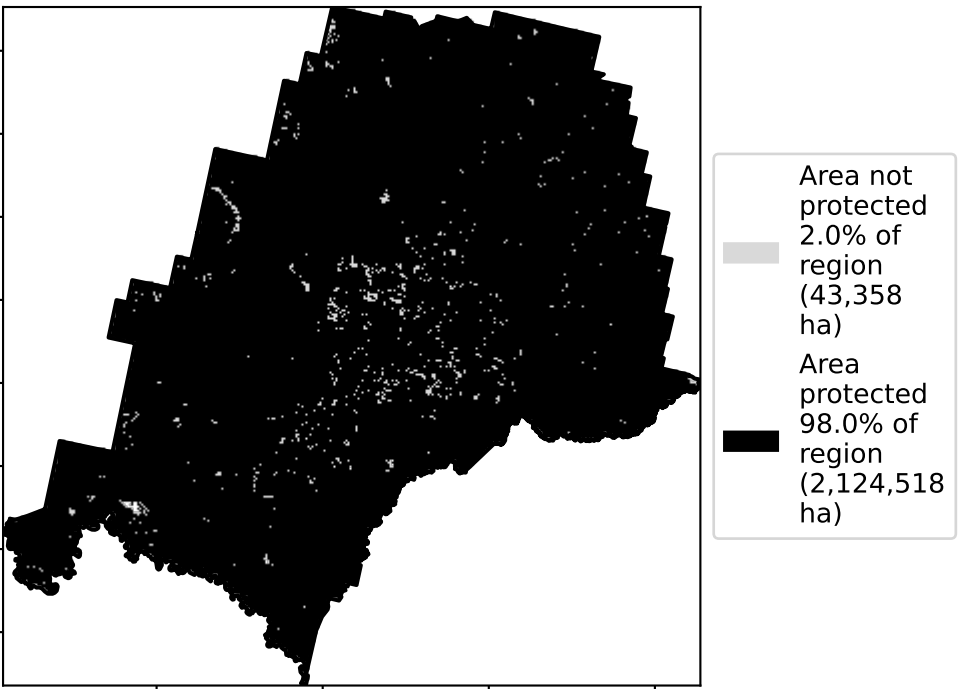 Area not
protected
2.0% of
region
(43,358
ha)
Area
protected
98.0% of
region
(2,124,518
ha)